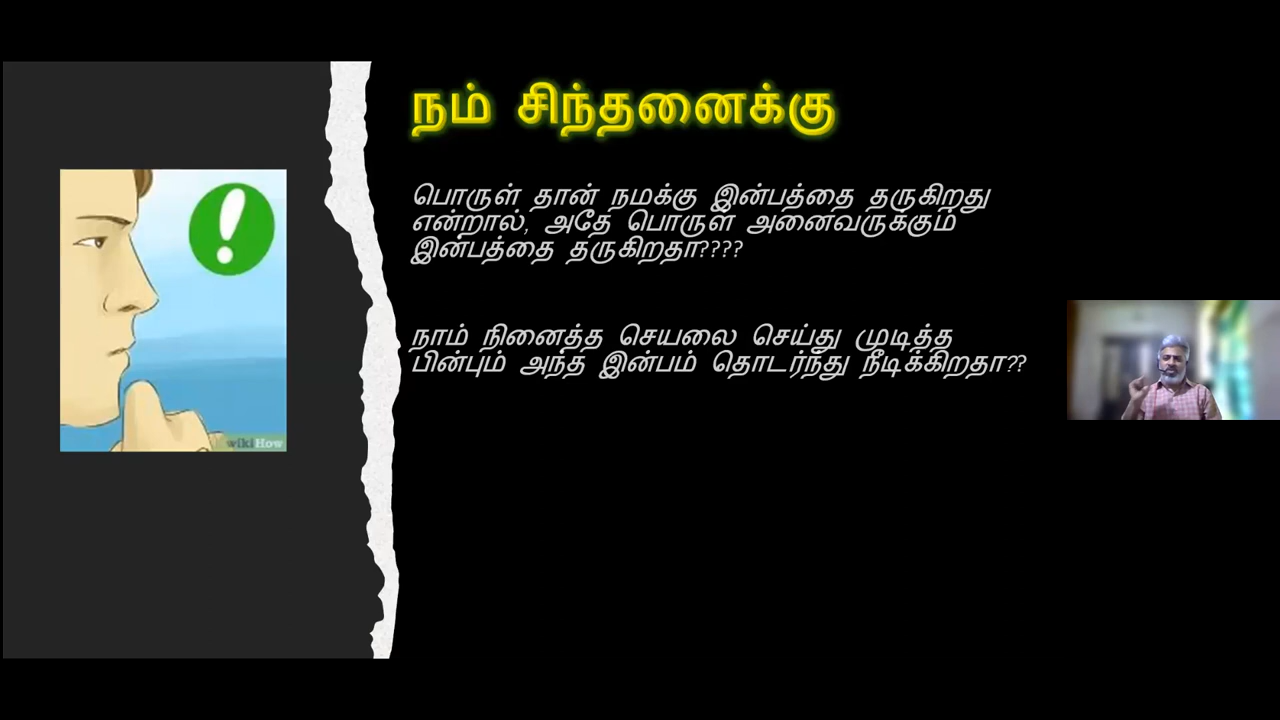 நம் சிந்தனைக்கு
பொருள் தான் நமக்கு இன்பத்தை தருகிறது
என்றால், அதே பொருள் அனைவருக்கும்
இன்பத்தை தருகிறதா????
நாம் நினைத்த செயலை செய்து முடித்த
பின்பும் அந்த இன்பம் தொடர்ந்து நீடிக்கிறதா??
wikiHow